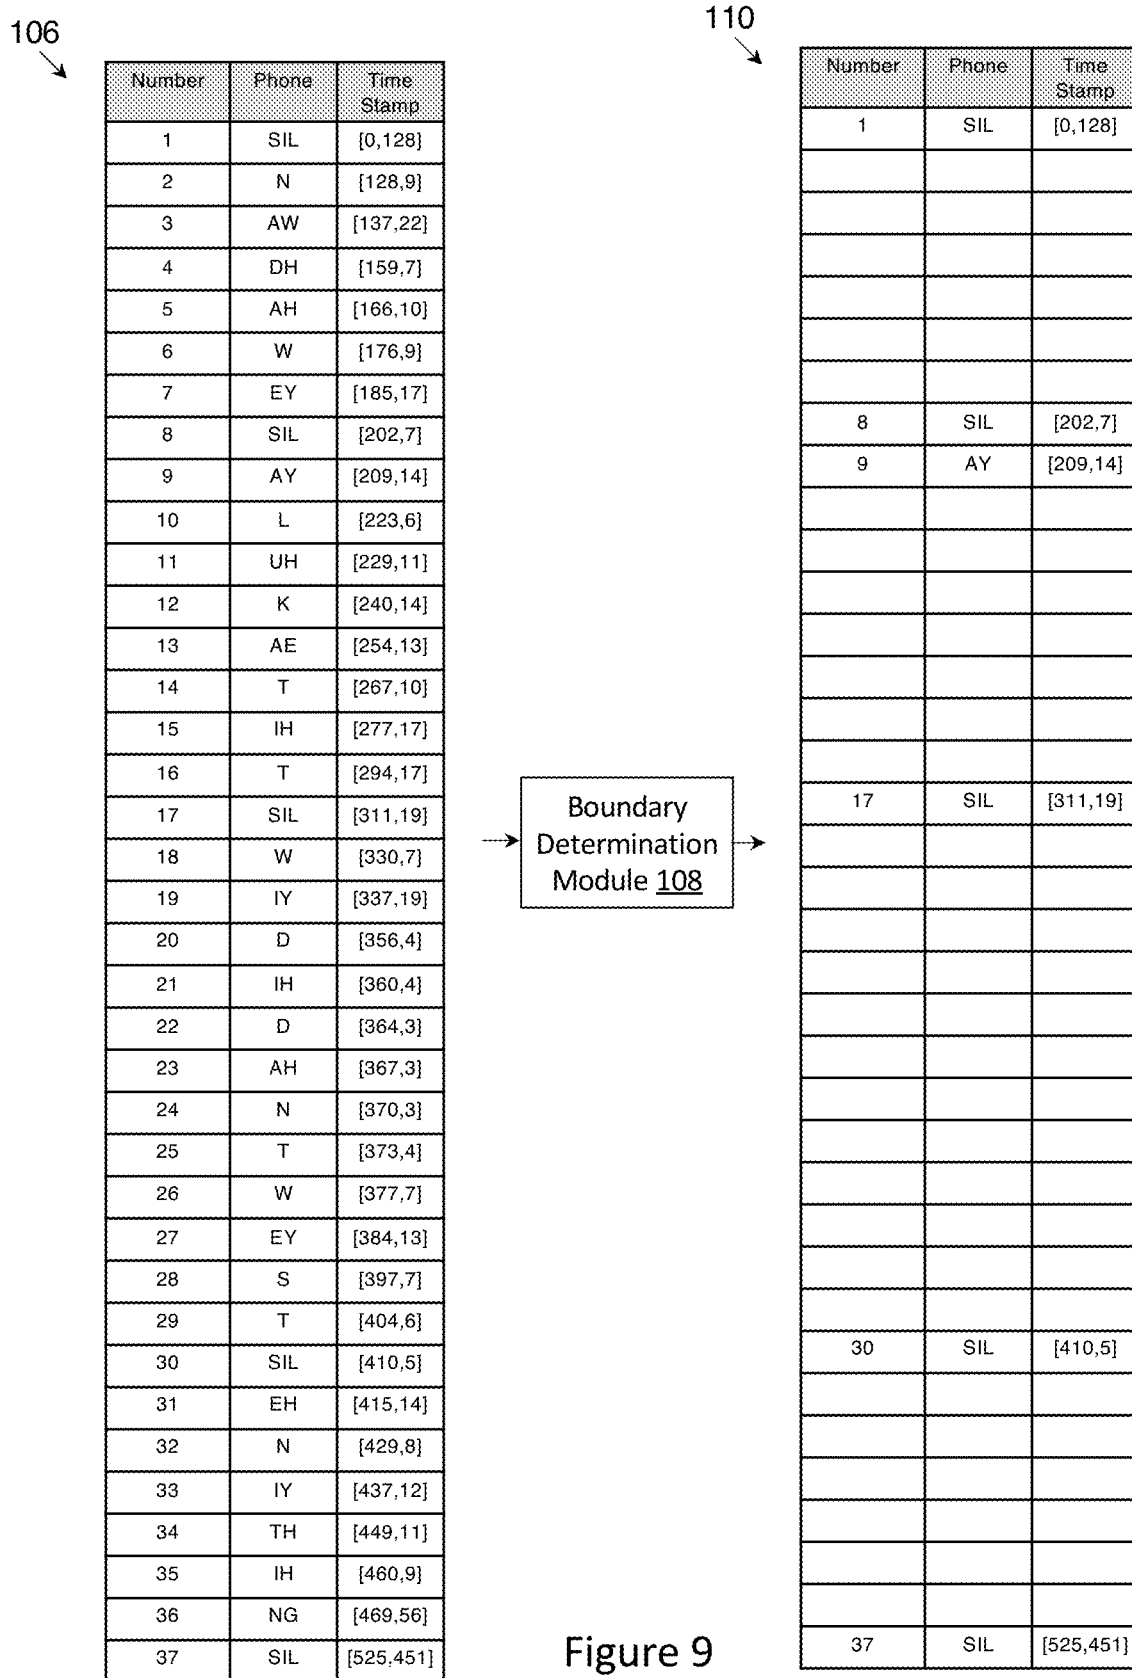 106
Number Phone Time
Stamp
1 SIL [0,128]
2 N [128,9]
3 AW [137,22]
4 DH [159,7]
5 AH [166,10]
6 W [176,9]
7 EY [185,17]
8 SIL [202,7]
9 AY [209,14]
10 L [223,6]
11 UH [229,11]
12 K [240,14]
13 AE [254,13]
14 T [267,10]
15 IH [277,17]
16 T [294,17]
17 SIL [311,19]
18 W [330,7]
19 IY [337,19]
20 D [356,4]
21 IH [360,4]
22 D [364,3]
23 AH [367,3]
24 N [370,3]
25 T [373,4]
26 W [377,7]
27 EY [384,13]
28 S [397,7]
29 T [404,6]
30 SIL [410,5]
31 EH [415,14]
32 N [429,8]
33 IY [437,12]
34 TH [449,11]
35 IH [460,9]
36 NG [469,56]
37 SIL [525,451]
Boundary
Determination
Module 108
110
Number Phone Time
Stamp
1 SIL [0,128]
8 SIL [202,7]
9 AY [209,14]
17 SIL [311,19]
30 SIL [410,5]
37 SIL [525,451]
Figure 9